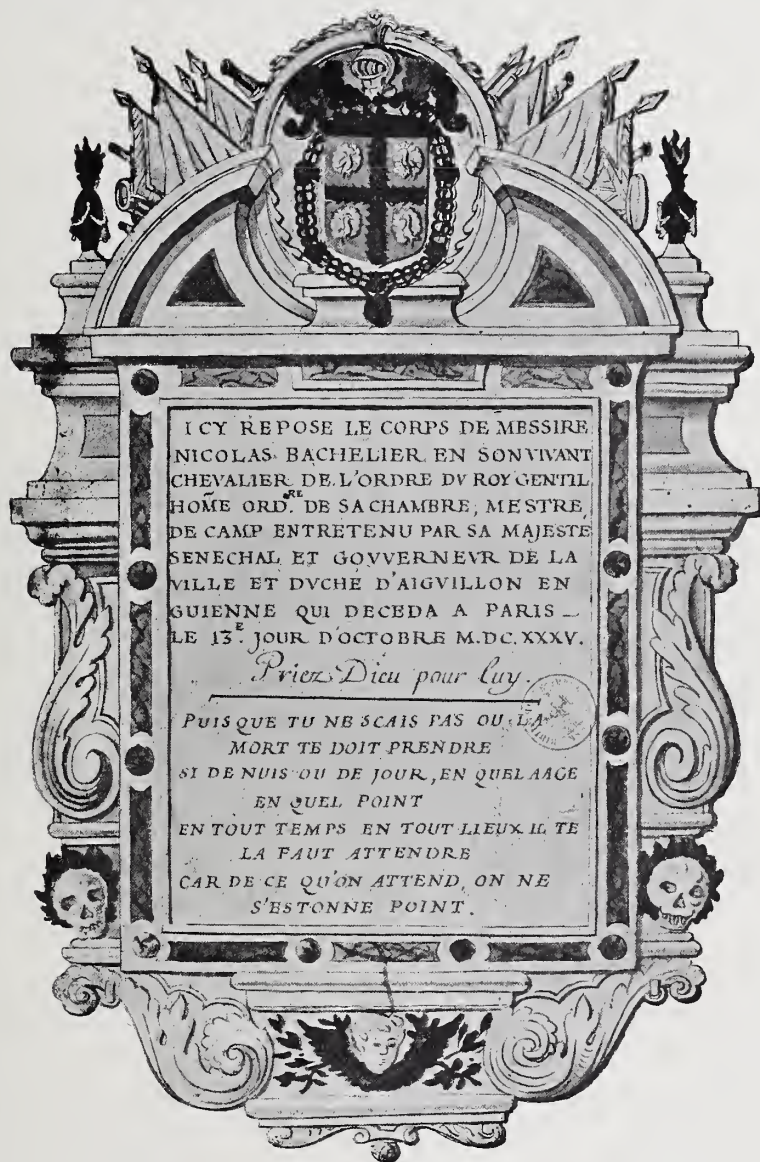 ICY REPOSE LE CORPS DE MESSIRE
NICOLAS BACHELIER EN SON VIVANT
CHEVALIER DE L'ORDRE DV ROY GENTIL
HOM̃E ORD.RE DE SA CHAMBRE, MESTRE,
DE CAMP ENTRETENU PAR SA MAJESTE
SENECHAL ET GOVVERNEVR DE LA
VILLE ET DVCHÉ D'AIGVILLON EN
GUIENNE QUI DECEDA A PARIS _
LE 13.E JOUR D'OCTOBRE M.DC.XXXV.
Priez Dieu pour luy.
PUIS QUE TU NE SCAIS PAS OU LA
MORT TE DOIT PRENDRE
SI DE NUIS OU DE JOUR, EN QUEL AAGE
EN QUEL POINT
EN TOUT TEMPS EN TOUT LIEUX IL TE
LA FAUT ATTENDRE
CAR DE CE QU'ON ATTEND, ON NE
S'ESTONNE POINT.